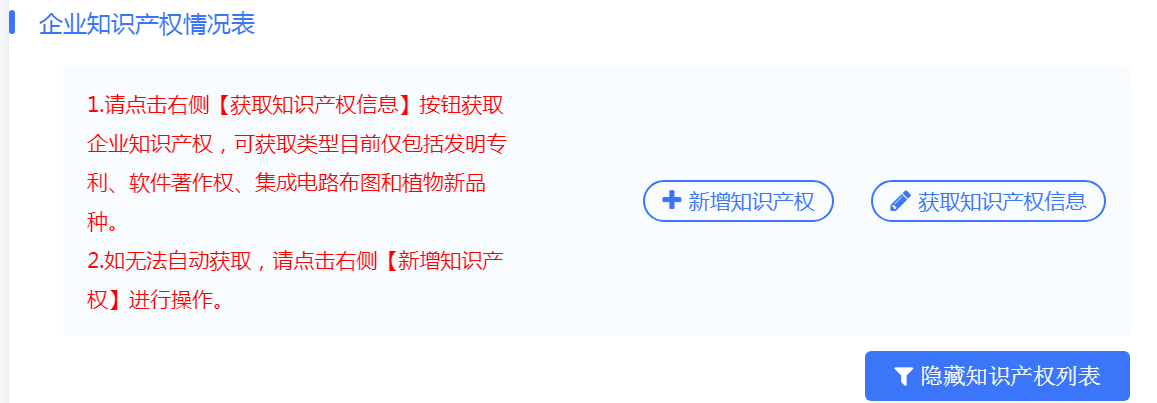 企业知识产权情况表
1.请点击右侧【获取知识产权信息】按钮获取
企业知识产权，可获取类型目前仅包括发明专
利、软件著作权、集成电路布图和植物新品
种。
2.如无法自动获取，请点击右侧【新增知识产
权】进行操作。
新增知识产权
获取知识产权信息
隐藏知识产权列表